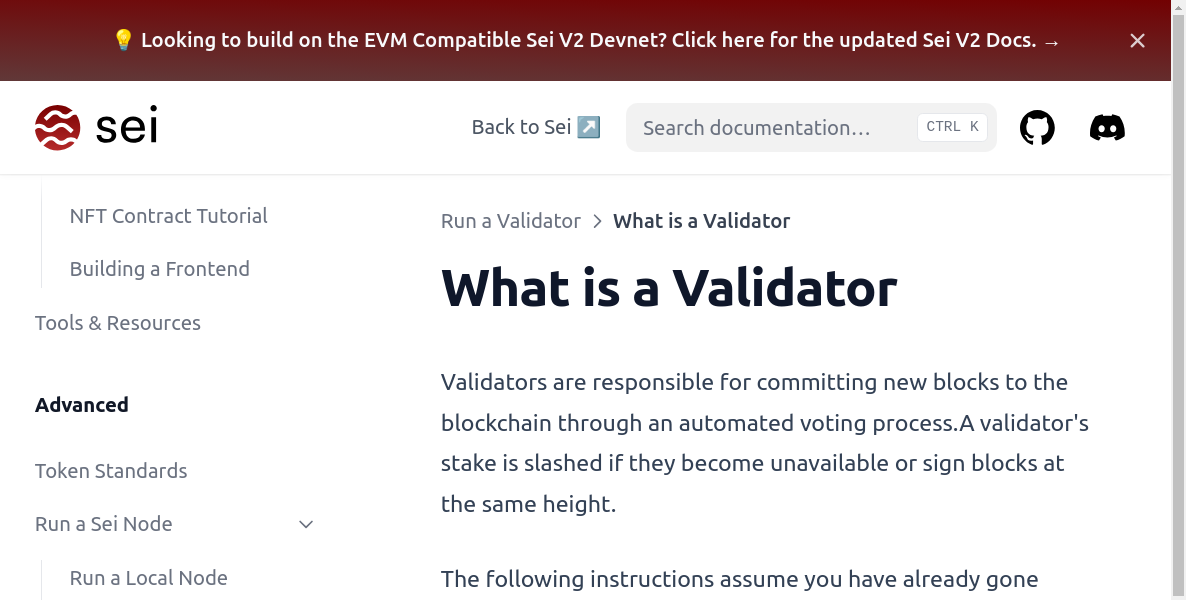 💡 Looking to build on the EVM Compatible Sei V2 Devnet? Click here for the updated Sei V2 Docs. →
sei
Back to Sei ↗️
Search documentation…
CTRL K
NFT Contract Tutorial
Building a Frontend
Tools & Resources
Advanced
Token Standards
Run a Sei Node
Run a Local Node
Run a Validator > What is a Validator
What is a Validator
Validators are responsible for committing new blocks to the
blockchain through an automated voting process.A validator's
stake is slashed if they become unavailable or sign blocks at
the same height.
The following instructions assume you have already gone